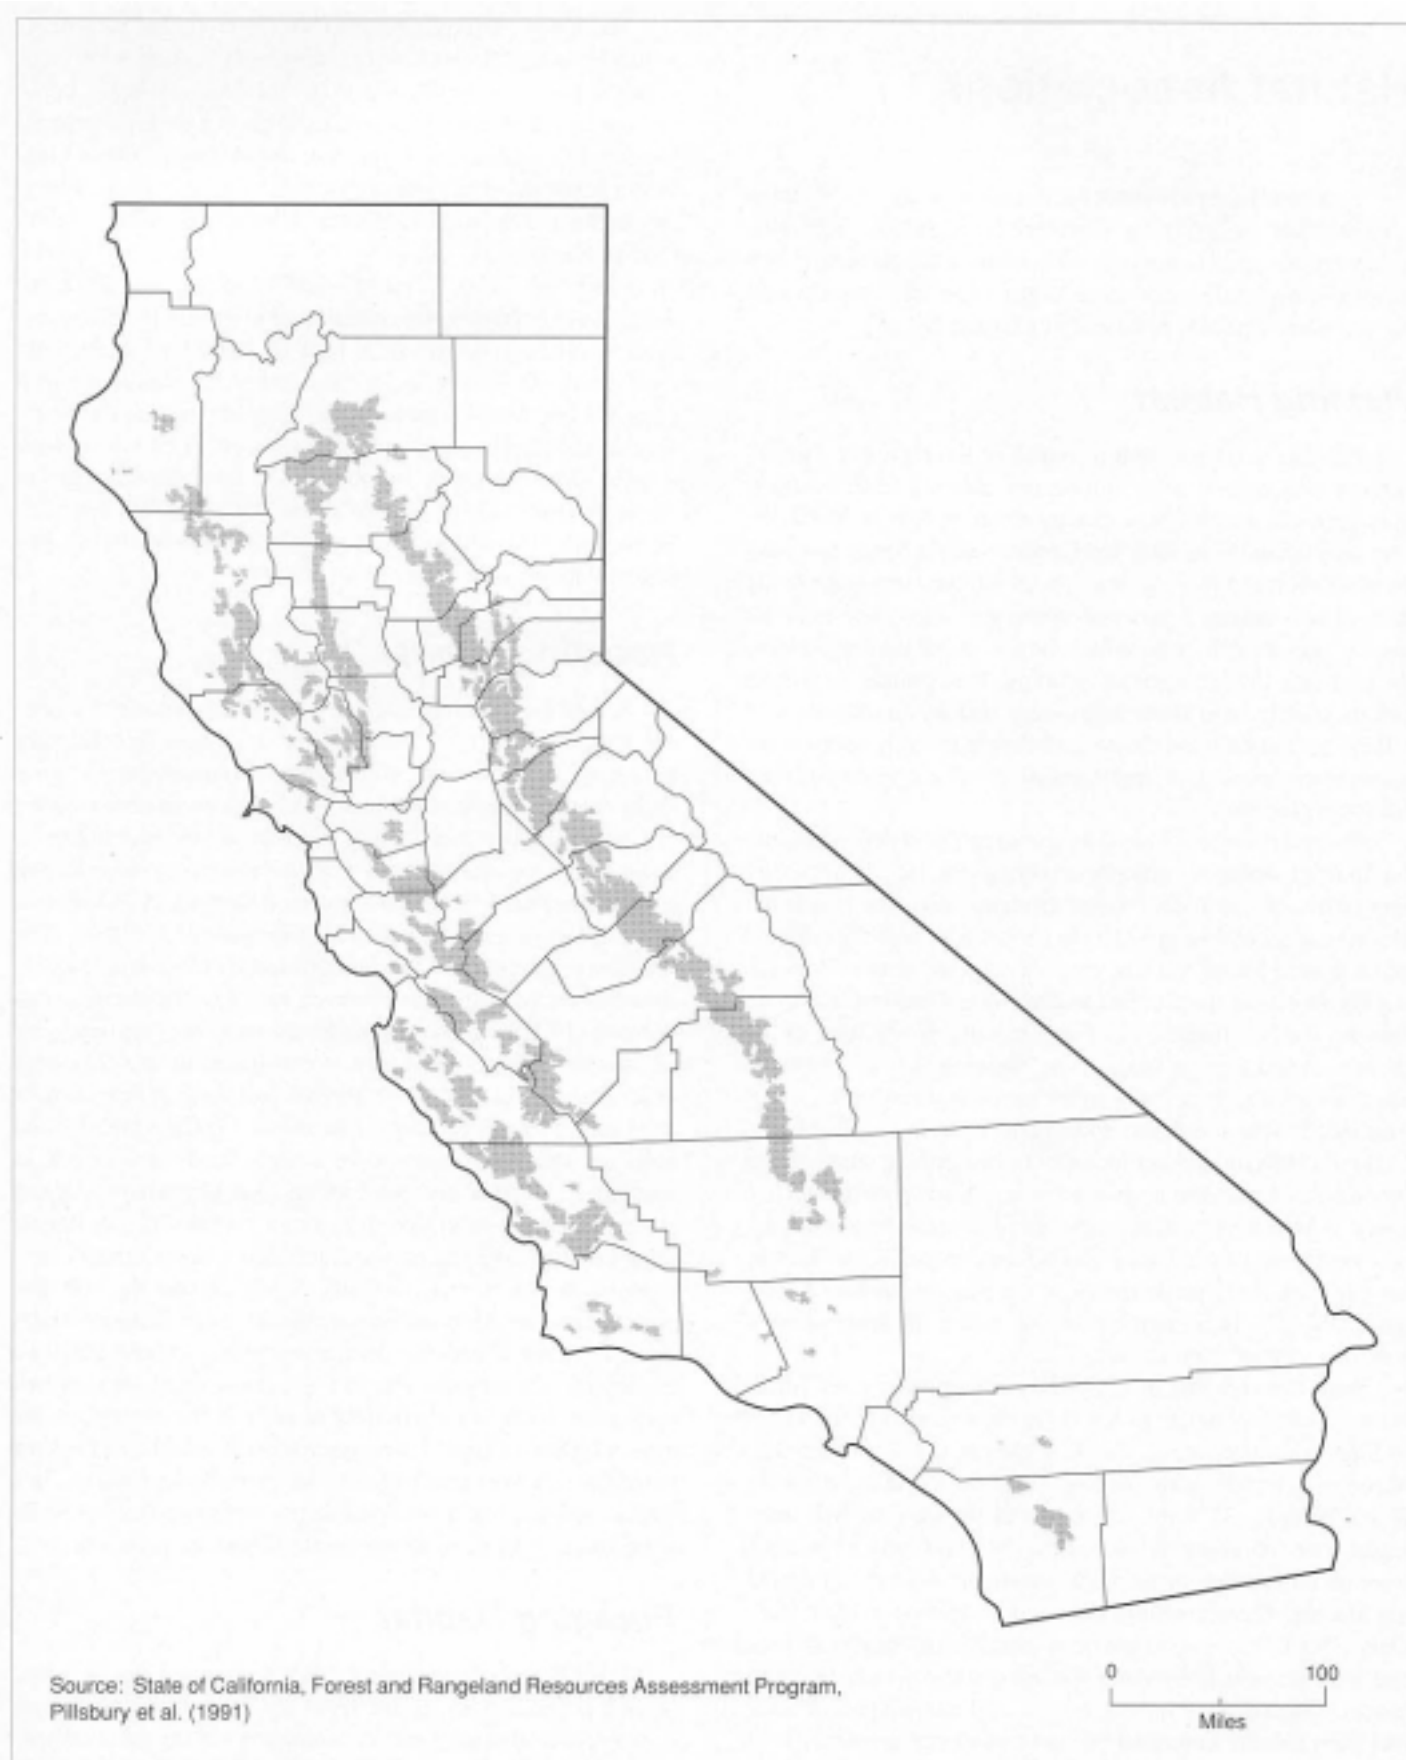 Source: State of California, Forest and Rangeland Resources Assessment Program,
Pillsbury et al. (1991)
0 100
Miles